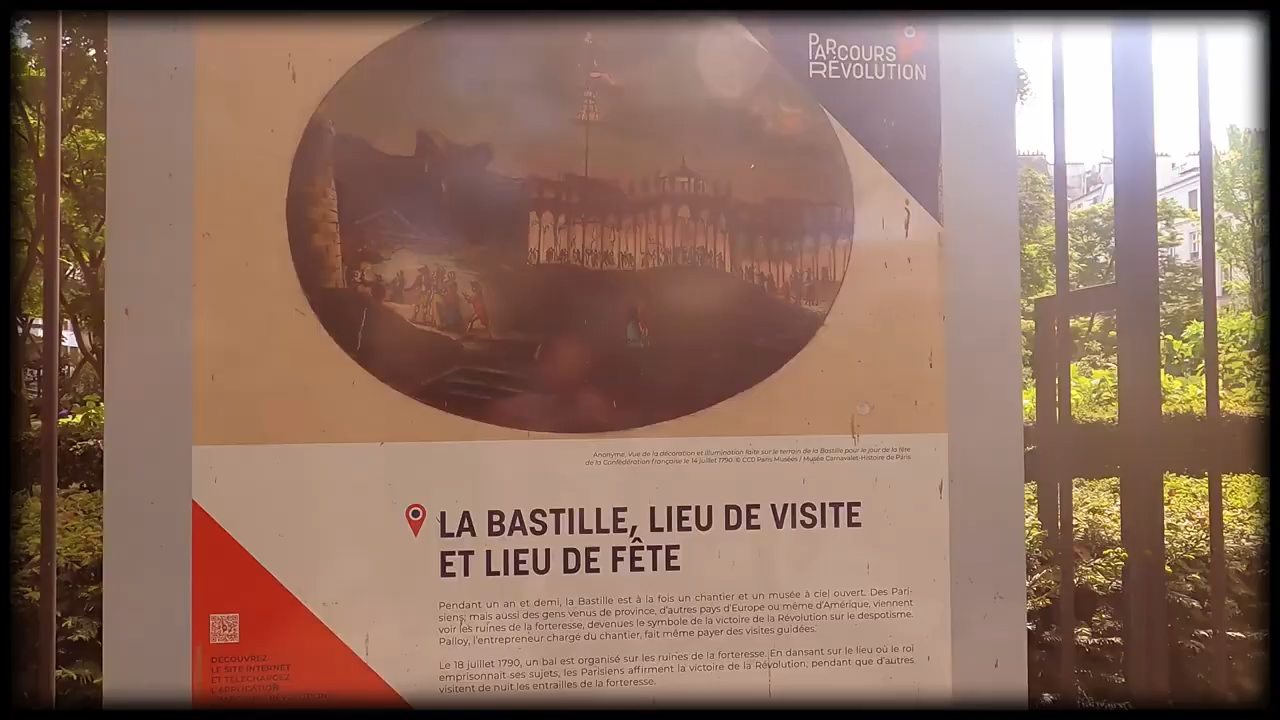 PARCOURS
RÉVOLUTION
Anonyme, Vue de la décoration et illumination faite sur le terrain de la Bastille pour le jour de la fête
de la Confédération française le 14 juillet 1790 © CC0 Paris Musées / Musée Carnavalet-Histoire de Paris
LA BASTILLE, LIEU DE VISITE
ET LIEU DE FÊTE
Pendant un an et demi, la Bastille est à la fois un chantier et un musée à ciel ouvert. Des Pari-
siens, mais aussi des gens venus de province, d'autres pays d'Europe ou même d'Amérique, viennent
voir les ruines de la forteresse, devenues le symbole de la victoire de la Révolution sur le despotisme.
Palloy, l'entrepreneur chargé du chantier, fait même payer des visites guidées.
Le 18 juillet 1790, un bal est organisé sur les ruines de la forteresse. En dansant sur le lieu où le roi
emprisonnait ses sujets, les Parisiens affirment la victoire de la Révolution, pendant que d'autres
visitent de nuit les entrailles de la forteresse.
DÉCOUVREZ
LE SITE INTERNET
ET TÉLÉCHARGEZ
L'APPLICATION